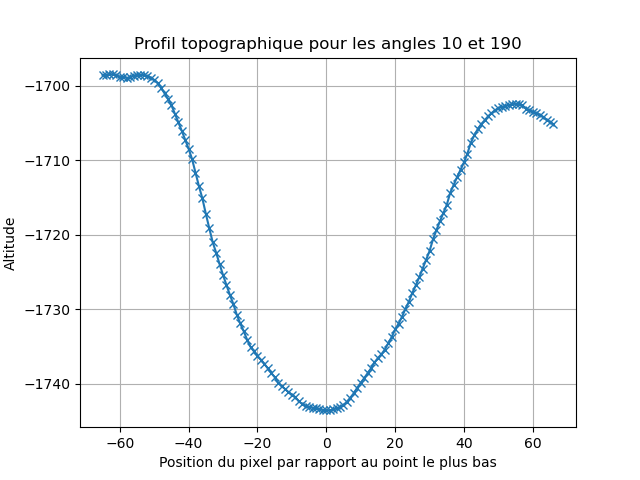 Profil topographique pour les angles 10 et 190
−1700
−1710
−1720
−1730
−1740
Altitude
−60 −40 −20 0 20 40 60
Position du pixel par rapport au point le plus bas